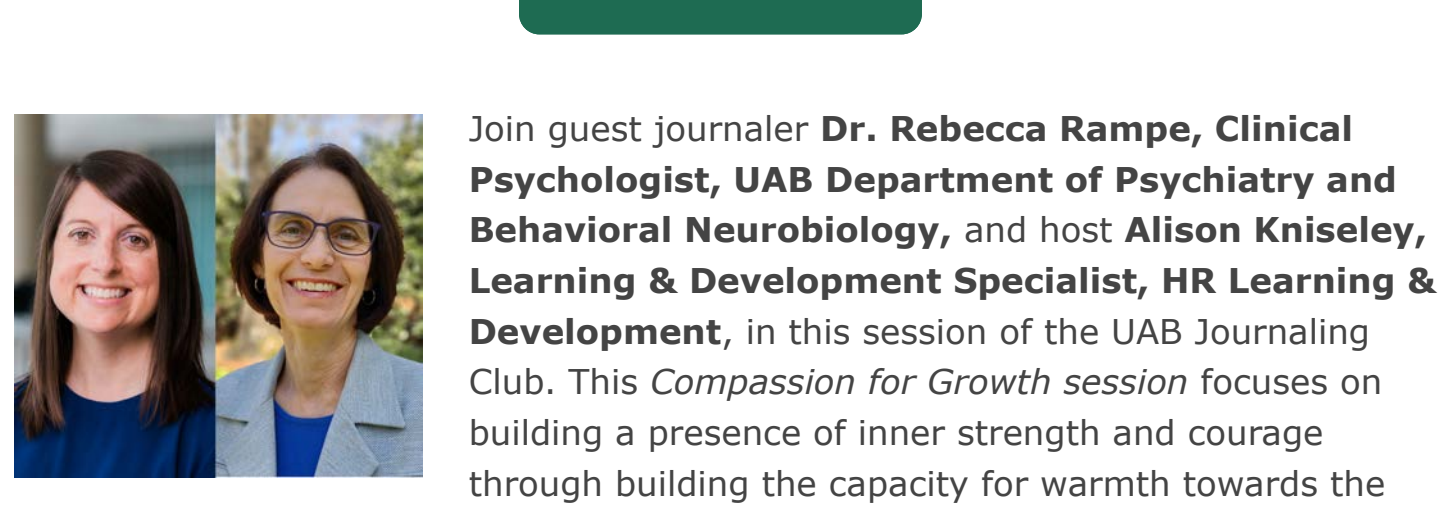 Join guest journaler Dr. Rebecca Rampe, Clinical
Psychologist, UAB Department of Psychiatry and
Behavioral Neurobiology, and host Alison Kniseley,
Learning & Development Specialist, HR Learning &
Development, in this session of the UAB Journaling
Club. This Compassion for Growth session focuses on
building a presence of inner strength and courage
through building the capacity for warmth towards the